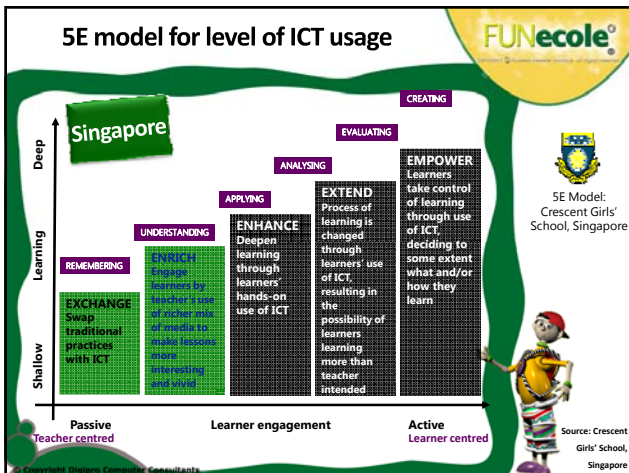 5E model for level of ICT usage
FUNecole®
Singapore
CREATING
EVALUATING
ANALYSING
APPLYING
UNDERSTANDING
REMEMBERING
Deep
Learning
Shallow
EXCHANGE
Swap
traditional
practices
with ICT
ENRICH
Engage
learners by
teacher's use
of richer mix
of media to
make lessons
more
interesting
and vivid
ENHANCE
Deepen
learning
through
learners'
hands-on
use of ICT
EXTEND
Process of
learning is
changed
through
learners' use
of ICT,
resulting in
the
possibility of
learners
learning
more than
teacher
intended
EMPOWER
Learners
take control
of learning
through use
of ICT,
deciding to
some extent
what and/or
how they
learn
5E Model:
Crescent Girls'
School, Singapore
Passive
Teacher centred
Learner engagement
Active
Learner centred
Source: Crescent
Girls' School,
Singapore
© Copyright Digipro Computer Consultants